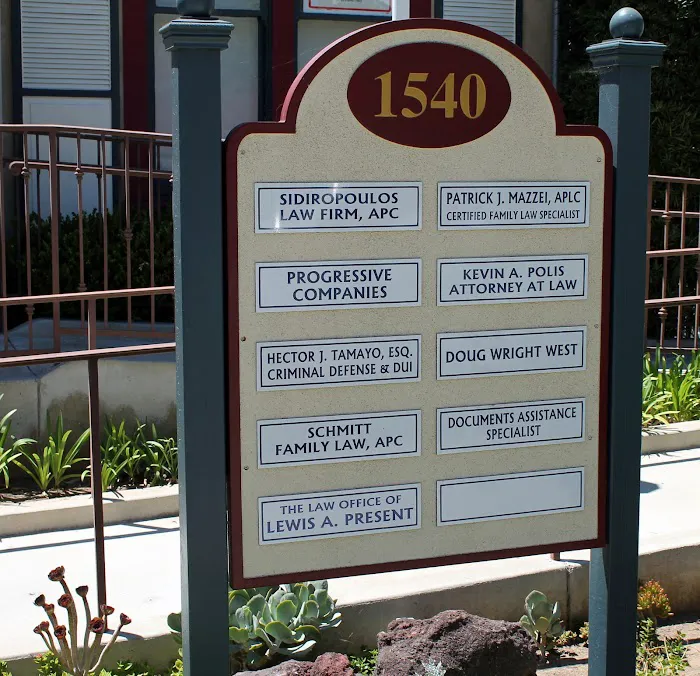 1540
SIDIROPOULOS
LAW FIRM, APC
PATRICK J. MAZZEI, APLC
CERTIFIED FAMILY LAW SPECIALIST
PROGRESSIVE
COMPANIES
KEVIN A. POLIS
ATTORNEY AT LAW
HECTOR J. TAMAYO, ESQ.
CRIMINAL DEFENSE & DUI
DOUG WRIGHT WEST
SCHMITT
FAMILY LAW, APC
DOCUMENTS ASSISTANCE
SPECIALIST
THE LAW OFFICE OF
LEWIS A. PRESENT